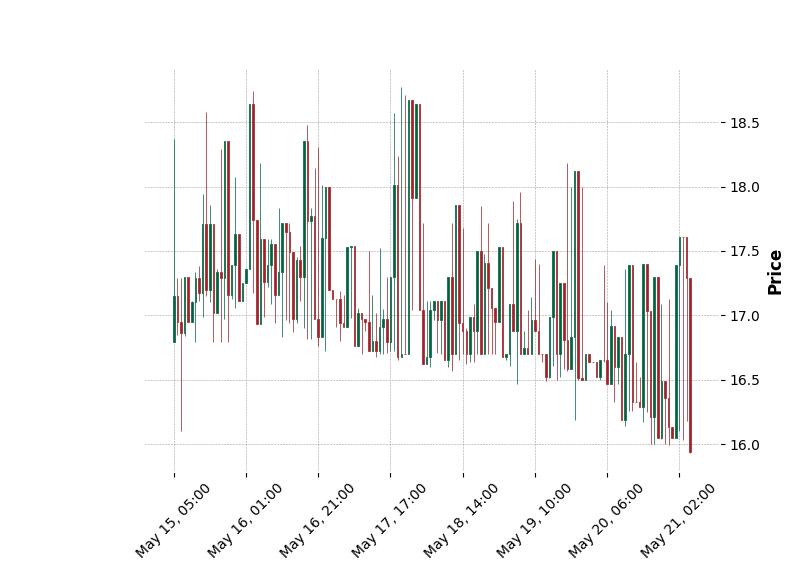 18.5
18.0
17.5
17.0
16.5
16.0
Price
May 15, 05:00
May 16, 01:00
May 16, 21:00
May 17, 17:00
May 18, 14:00
May 19, 10:00
May 20, 06:00
May 21, 02:00